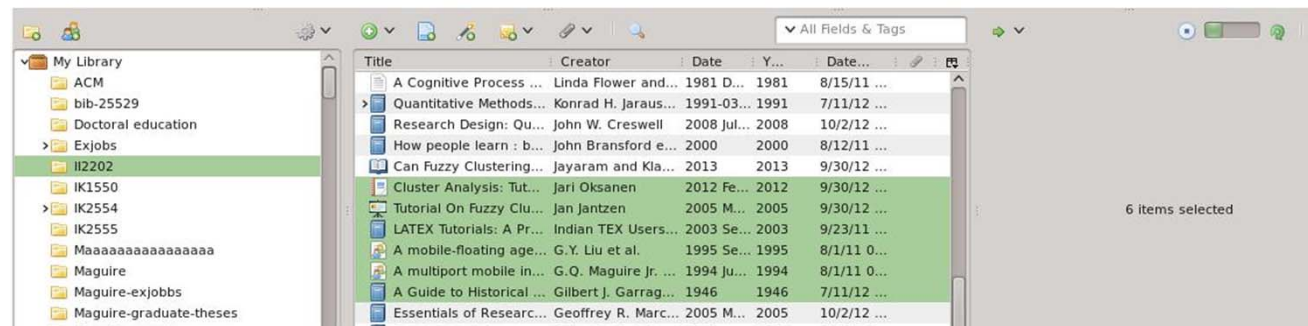 All Fields & Tags
My Library
ACM
bib-25529
Doctoral education
Exjobs
II2202
IK1550
IK2554
IK2555
Maaaaaaaaaaaaaaaa
Maguire
Maguire-exjobbs
Maguire-graduate-theses
Title Creator Date Y... Date...
A Cognitive Process ... Linda Flower and... 1981 D... 1981 8/15/11 ...
Quantitative Methods... Konrad H. Jaraus... 1991-03... 1991 7/11/12 ...
Research Design: Qu... John W. Creswell 2008 Jul... 2008 10/2/12 ...
How people learn : b... John Bransford e... 2000 2000 8/12/11 ...
Can Fuzzy Clustering... Jayaram and Kla... 2013 2013 9/30/12 ...
Cluster Analysis: Tut... Jari Oksanen 2012 Fe... 2012 9/30/12 ...
Tutorial On Fuzzy Clu... Jan Jantzen 2005 M... 2005 9/30/12 ...
LATEX Tutorials: A Pr... Indian TEX Users... 2003 Se... 2003 9/23/11 ...
A mobile-floating age... G.Y. Liu et al. 1995 Se... 1995 8/1/11 0...
A multiport mobile in... G.Q. Maguire Jr. ... 1994 Ju... 1994 8/1/11 0...
A Guide to Historical ... Gilbert J. Garrag... 1946 1946 7/11/12 ...
Essentials of Researc... Geoffrey R. Marc... 2005 M... 2005 10/2/12 ...
6 items selected